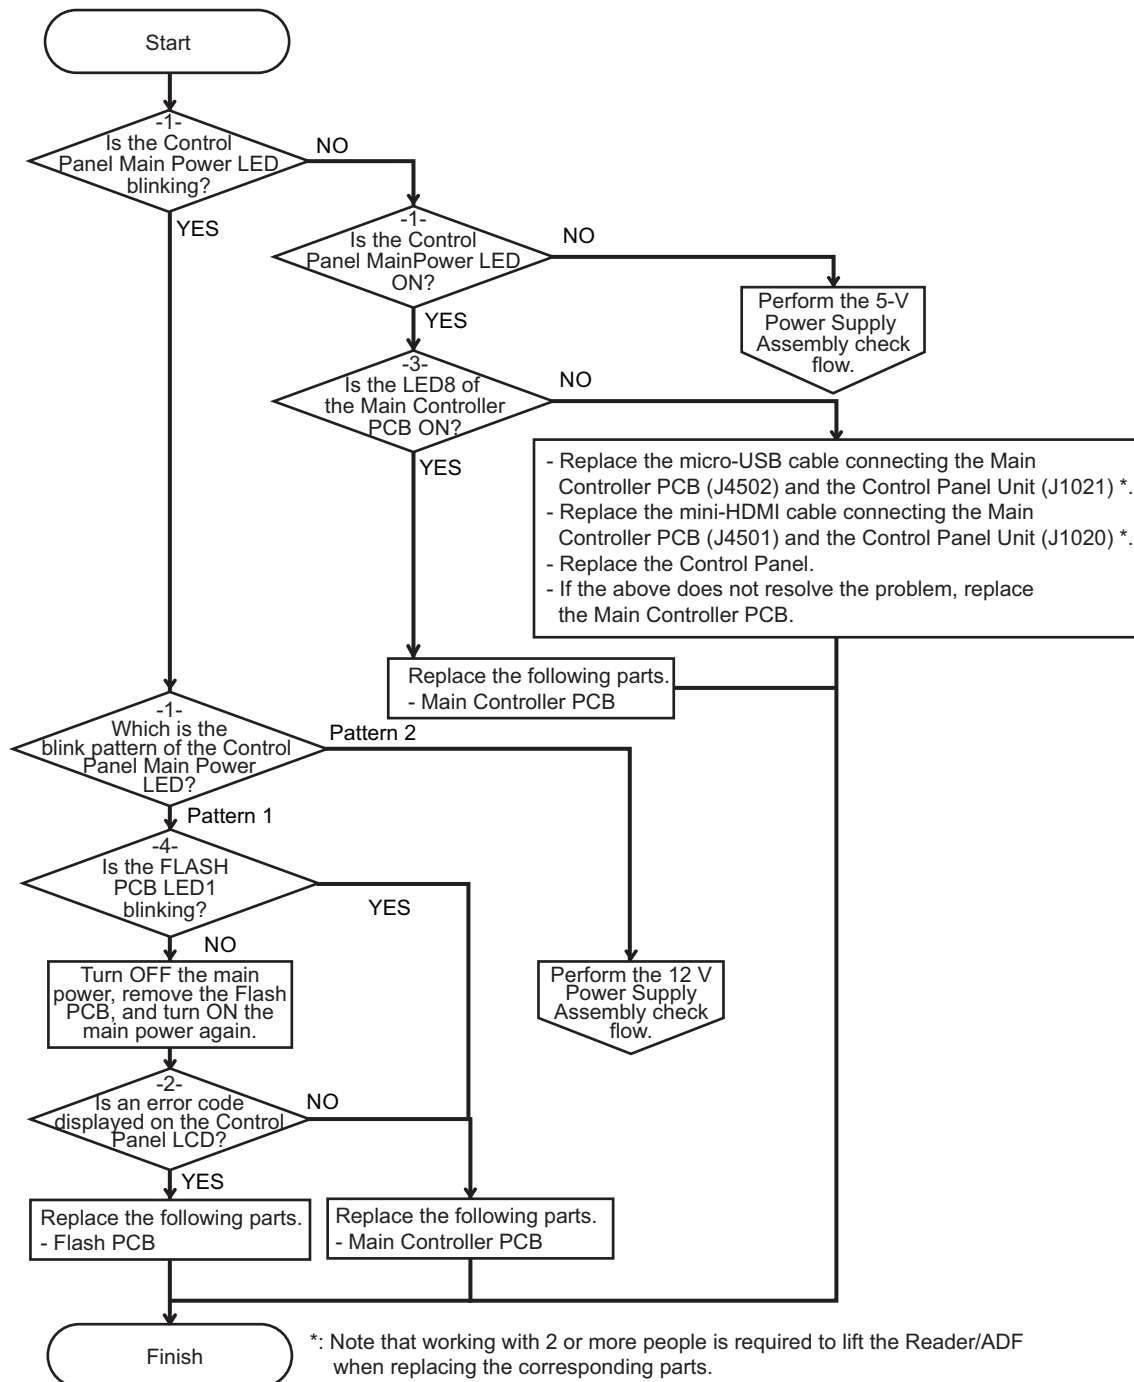 Start
-1-
Is the Control
Panel Main Power LED
blinking?
NO
YES
-1-
Is the Control
Panel MainPower LED
ON?
NO
YES
Perform the 5-V
Power Supply
Assembly check
flow.
-3-
Is the LED8 of
the Main Controller
PCB ON?
NO
YES
- Replace the micro-USB cable connecting the Main
Controller PCB (J4502) and the Control Panel Unit (J1021) *.
- Replace the mini-HDMI cable connecting the Main
Controller PCB (J4501) and the Control Panel Unit (J1020) *.
- Replace the Control Panel.
- If the above does not resolve the problem, replace
the Main Controller PCB.
Replace the following parts.
- Main Controller PCB
-1-
Which is the
blink pattern of the Control
Panel Main Power
LED?
Pattern 2
Pattern 1
-4-
Is the FLASH
PCB LED1
blinking?
YES
NO
Turn OFF the main
power, remove the Flash
PCB, and turn ON the
main power again.
Perform the 12 V
Power Supply
Assembly check
flow.
-2-
Is an error code
displayed on the Control
Panel LCD?
NO
YES
Replace the following parts.
- Flash PCB
Replace the following parts.
- Main Controller PCB
Finish
*: Note that working with 2 or more people is required to lift the Reader/ADF
when replacing the corresponding parts.